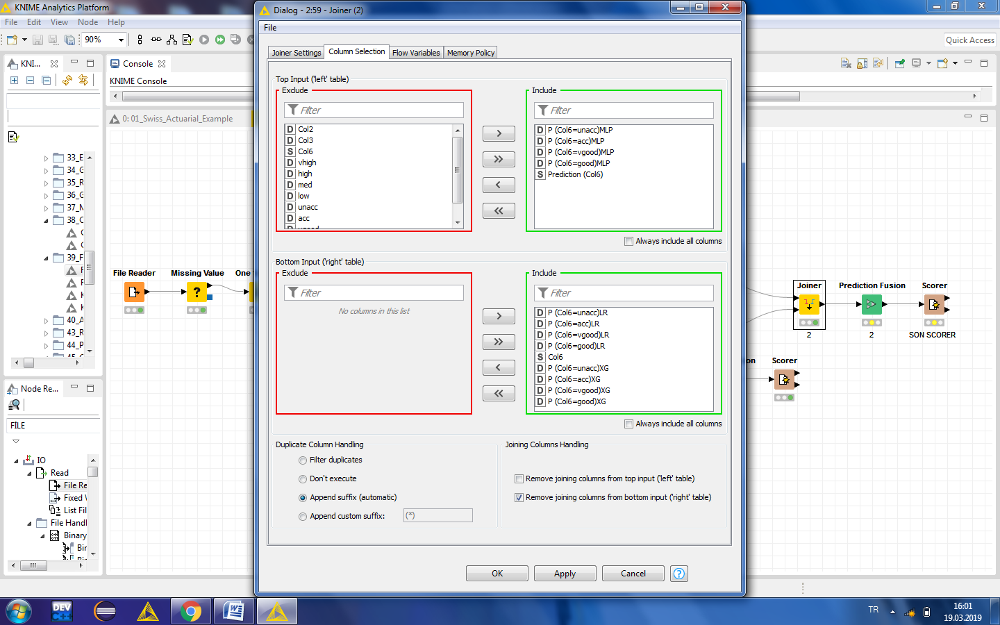 KNIME Analytics Platform
File Edit View Node Help
90%
Quick Access
KNI...
Console
KNIME Console
0: 01_Swiss_Actuarial_Example
33_E
34_G
35_R
36_G
37_M
38_C
39_F
40_A
43_R
44_P
File Reader
Missing Value
One
Node Re...
FİLE
IO
Read
File Re
Fixed W
List Fil
File Handl
Binary
Bin
Dialog - 2:59 - Joiner (2)
File
Joiner Settings Column Selection Flow Variables Memory Policy
Top Input ('left' table)
Exclude
Filter
D Col2
D Col3
S Col6
D vhigh
D high
D med
D low
D unacc
D acc
Include
Filter
D P (Col6=unacc)MLP
D P (Col6=acc)MLP
D P (Col6=vgood)MLP
D P (Col6=good)MLP
S Prediction (Col6)
Always include all columns
Bottom Input ('right' table)
Exclude
Filter
No columns in this list
Include
Filter
D P (Col6=unacc)LR
D P (Col6=acc)LR
D P (Col6=vgood)LR
D P (Col6=good)LR
S Col6
D P (Col6=unacc)XG
D P (Col6=acc)XG
D P (Col6=vgood)XG
D P (Col6=good)XG
Always include all columns
Duplicate Column Handling
Filter duplicates
Don't execute
Append suffix (automatic)
Append custom suffix: (*)
Joining Columns Handling
Remove joining columns from top input ('left' table)
Remove joining columns from bottom input ('right' table)
OK Apply Cancel
Joiner
2
Prediction Fusion
2
Scorer
SON SCORER
on
Scorer
DEV C++
TR
16:01
19.03.2019